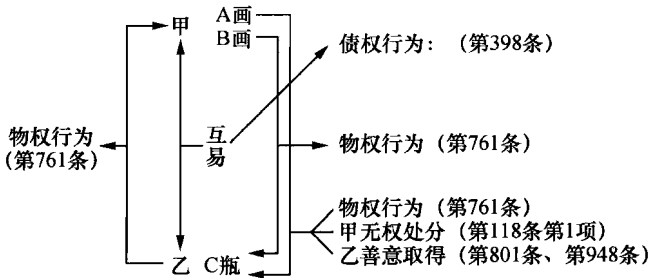 甲 A画
B画
债权行为：（第398条）
物权行为
（第761条）
互易
物权行为（第761条）
物权行为（第761条）
甲无权处分（第118条第1项）
乙善意取得（第801条、第948条）
乙 C瓶